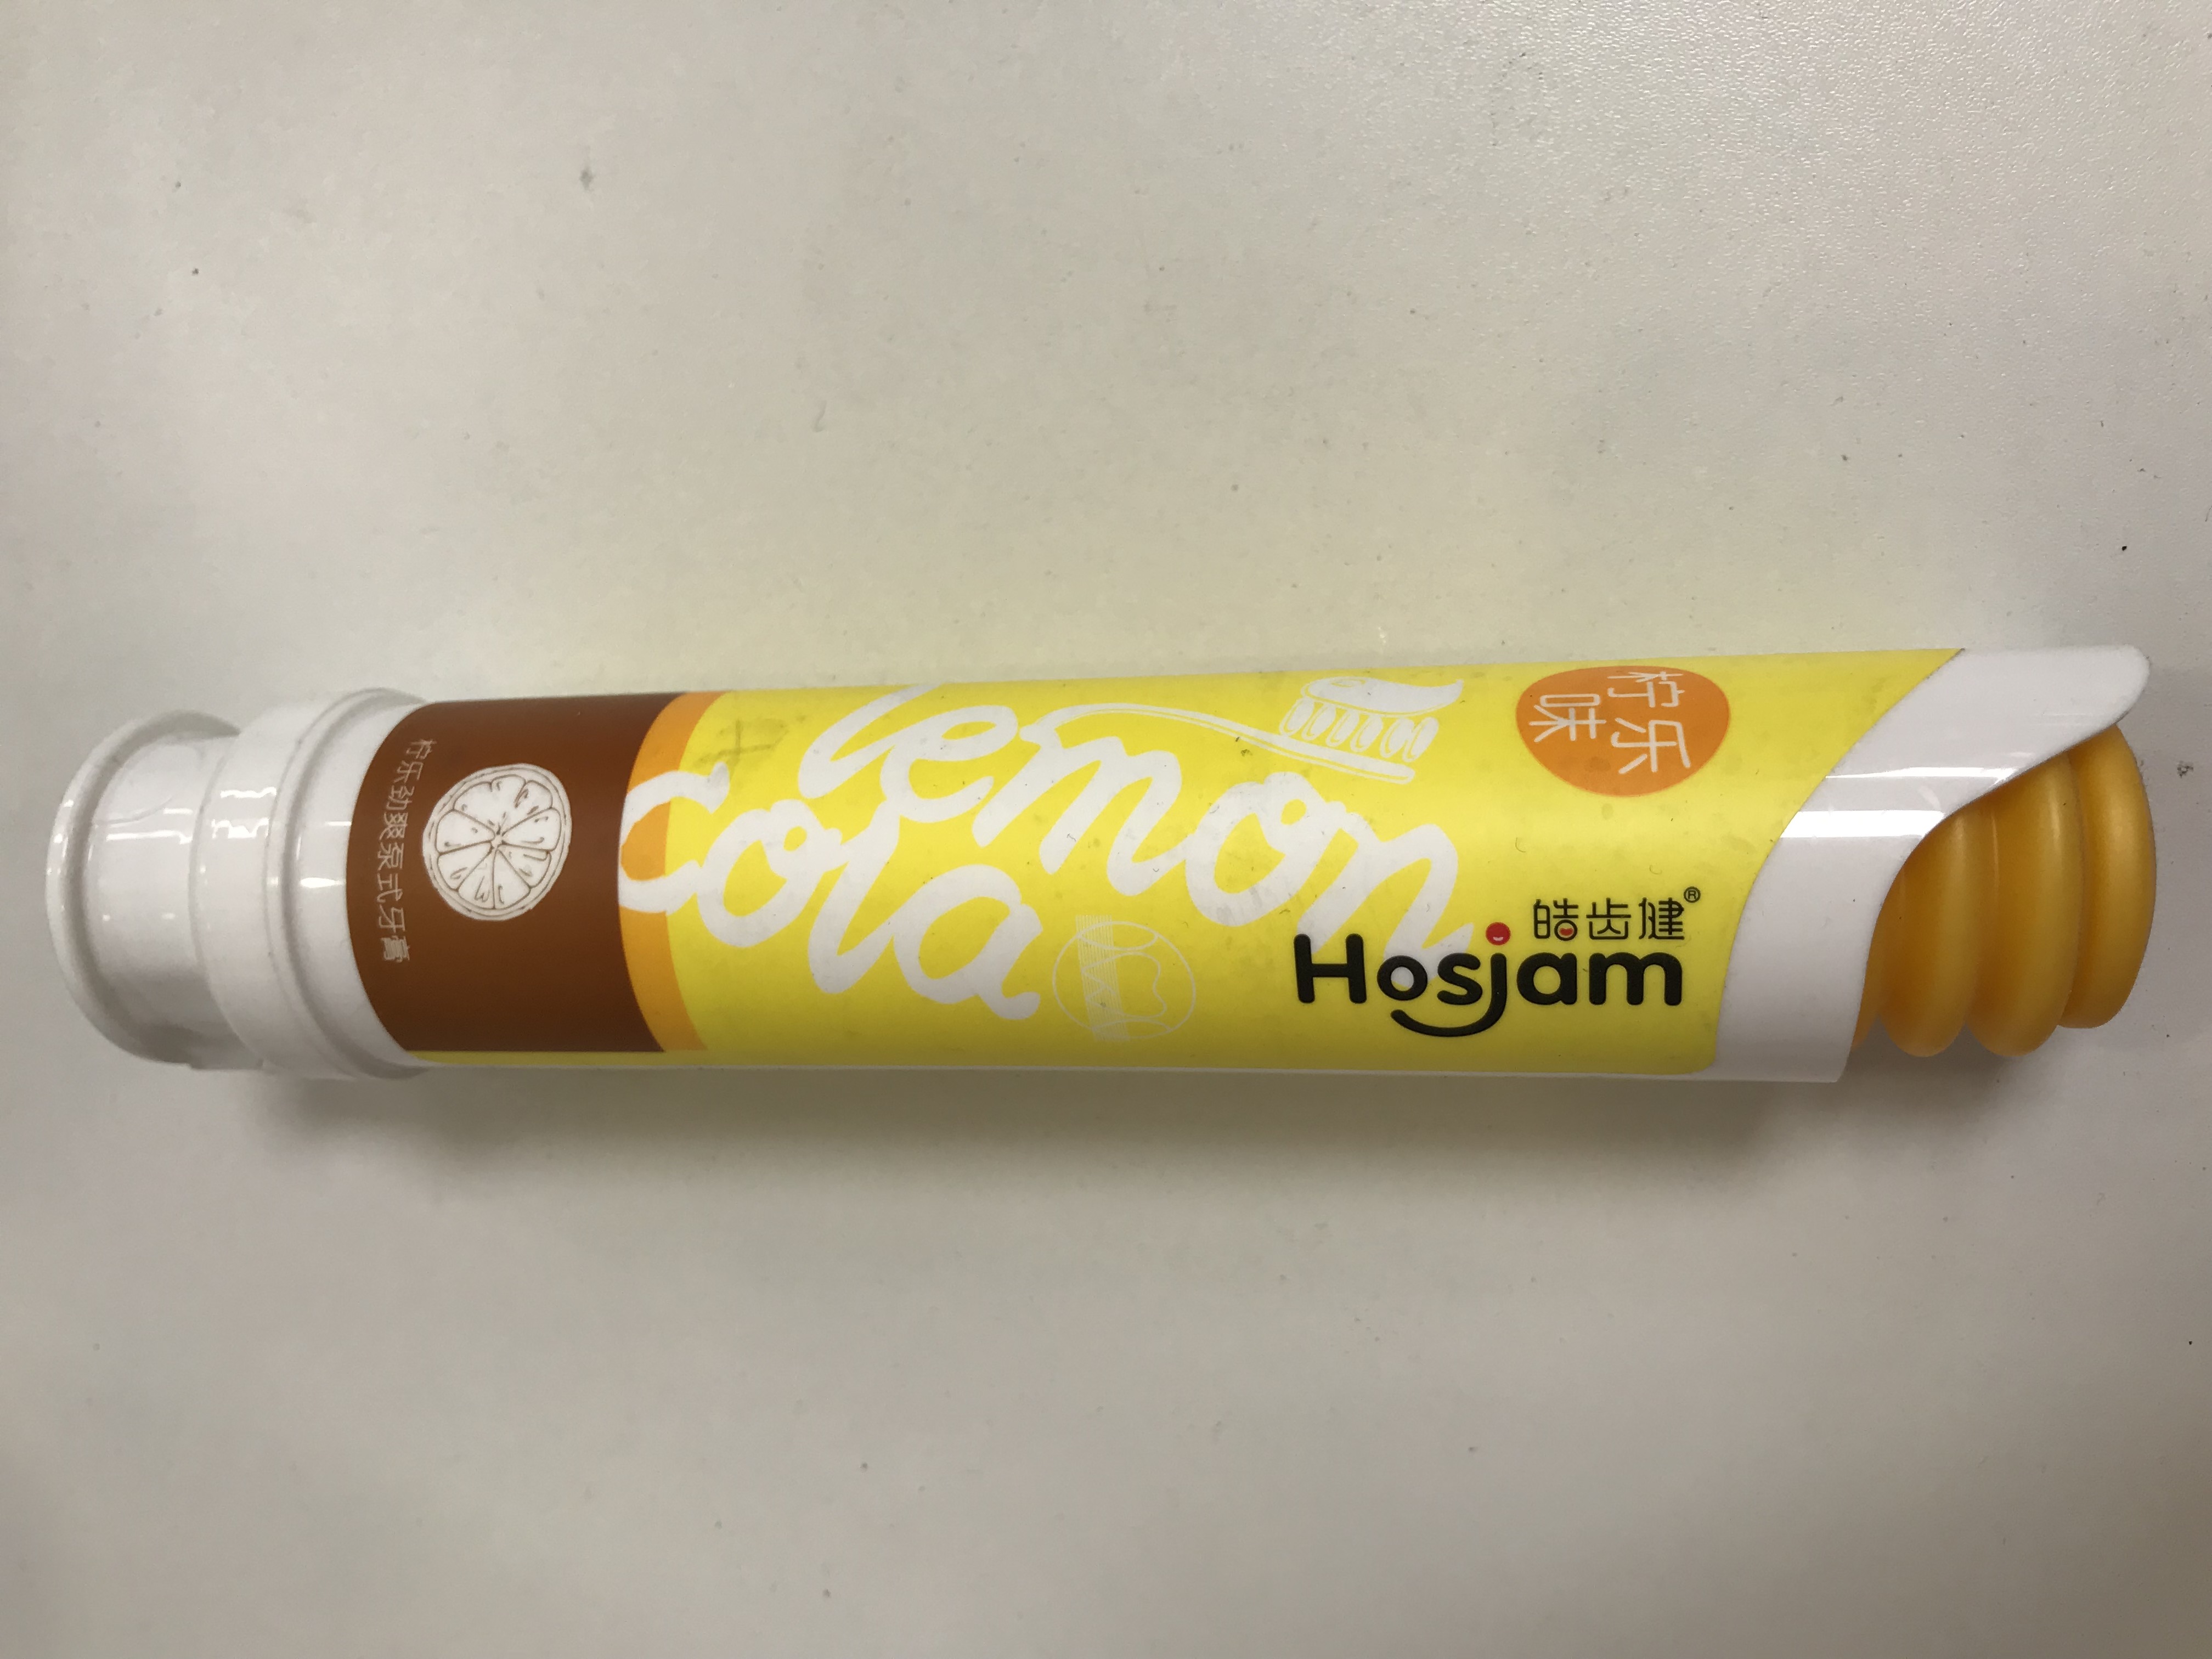 柠乐
味
lemon
Cola
皓齿健®
Hosjam
柠乐劲爽泵式牙膏